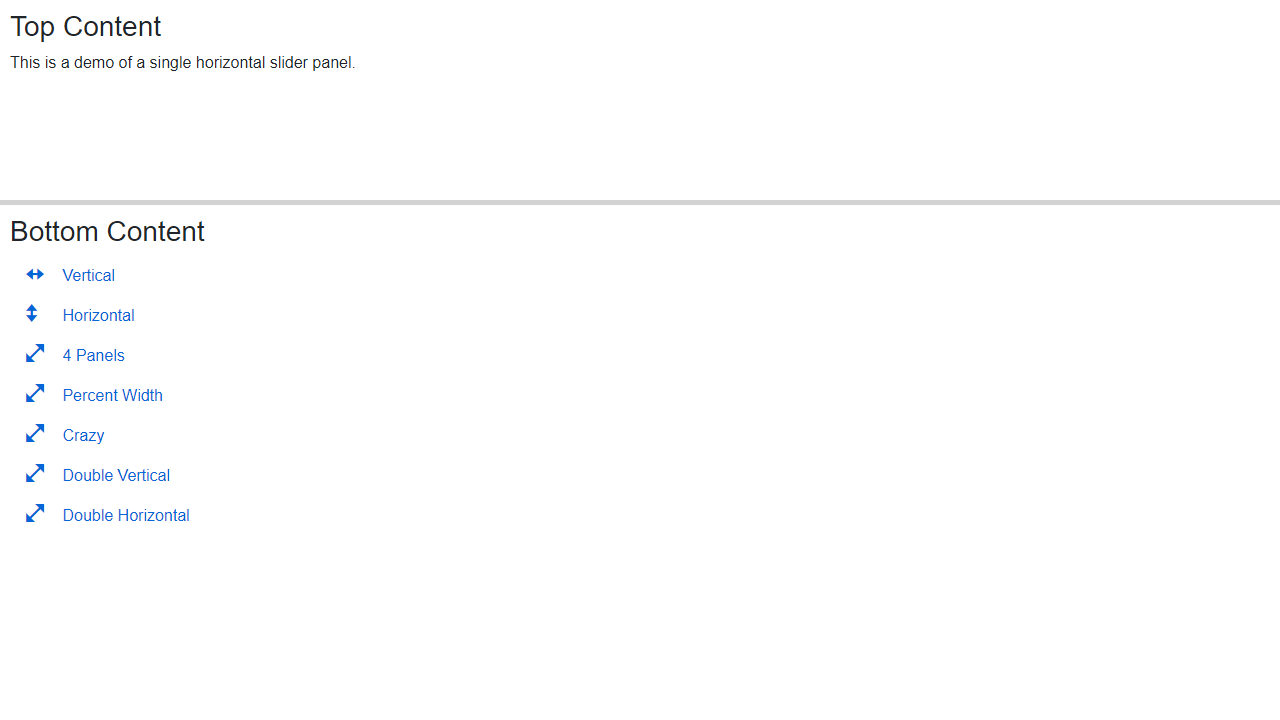 Top Content
This is a demo of a single horizontal slider panel.
Bottom Content
Vertical
Horizontal
4 Panels
Percent Width
Crazy
Double Vertical
Double Horizontal